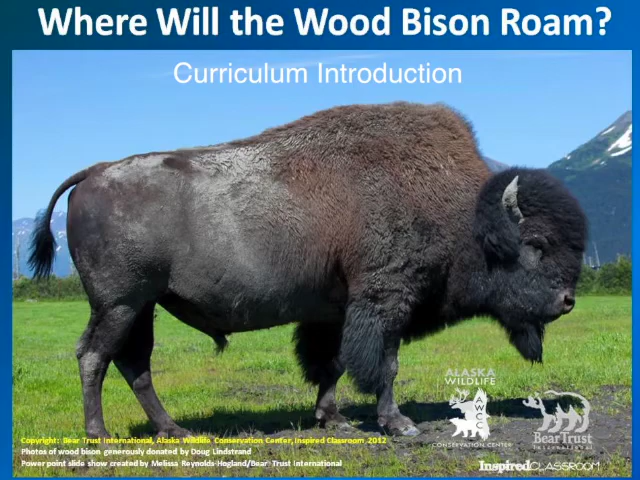 Where Will the Wood Bison Roam?
Curriculum Introduction
ALASKA
WILDLIFE
AWCC
CONSERVATION CENTER
BearTrust
International
Copyright: Bear Trust International, Alaska Wildlife Conservation Center, Inspired Classroom 2012
Photos of wood bison generously donated by Doug Lindstrand
Power point slide show created by Melissa Reynolds-Hogland/Bear Trust International
InspiredCLASSROOM